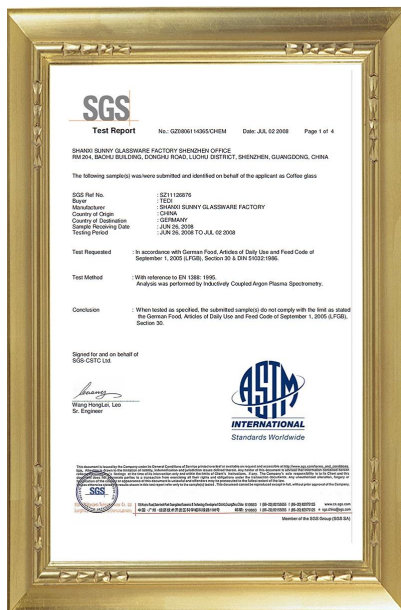 SGS
Test Report No.: GZ0806114365/CHEM Date: JUL 02 2008 Page 1 of 4
SHANXI SUNNY GLASSWARE FACTORY SHENZHEN OFFICE
RM 204, BAOHU BUILDING, DONGHU ROAD, LUOHU DISTRICT, SHENZHEN, GUANGDONG, CHINA
The following sample(s) was/were submitted and identified on behalf of the applicant as Coffee glass
SGS Ref No. : SZ11126876
Buyer : TEDI
Manufacturer : SHANXI SUNNY GLASSWARE FACTORY
Country of Origin : CHINA
Country of Destination : GERMANY
Sample Receiving Date : JUN 26, 2008
Testing Period : JUN 26, 2008 TO JUL 02 2008
Test Requested : In accordance with German Food, Articles of Daily Use and Feed Code of
September 1, 2005 (LFGB), Section 30 & DIN 51032:1986.
Test Method : With reference to EN 1388: 1995.
Analysis was performed by Inductively Coupled Argon Plasma Spectrometry.
Conclusion : When tested as specified, the submitted sample(s) do not comply with the limit as stated
the German Food, Articles of Daily Use and Feed Code of September 1, 2005 (LFGB),
Section 30.
Signed for and on behalf of
SGS-CSTC Ltd.
Wang HongLei, Leo
Sr. Engineer
ASTM
INTERNATIONAL
Standards Worldwide
SGS
www.cn.sgs.com
Member of the SGS Group (SGS SA)